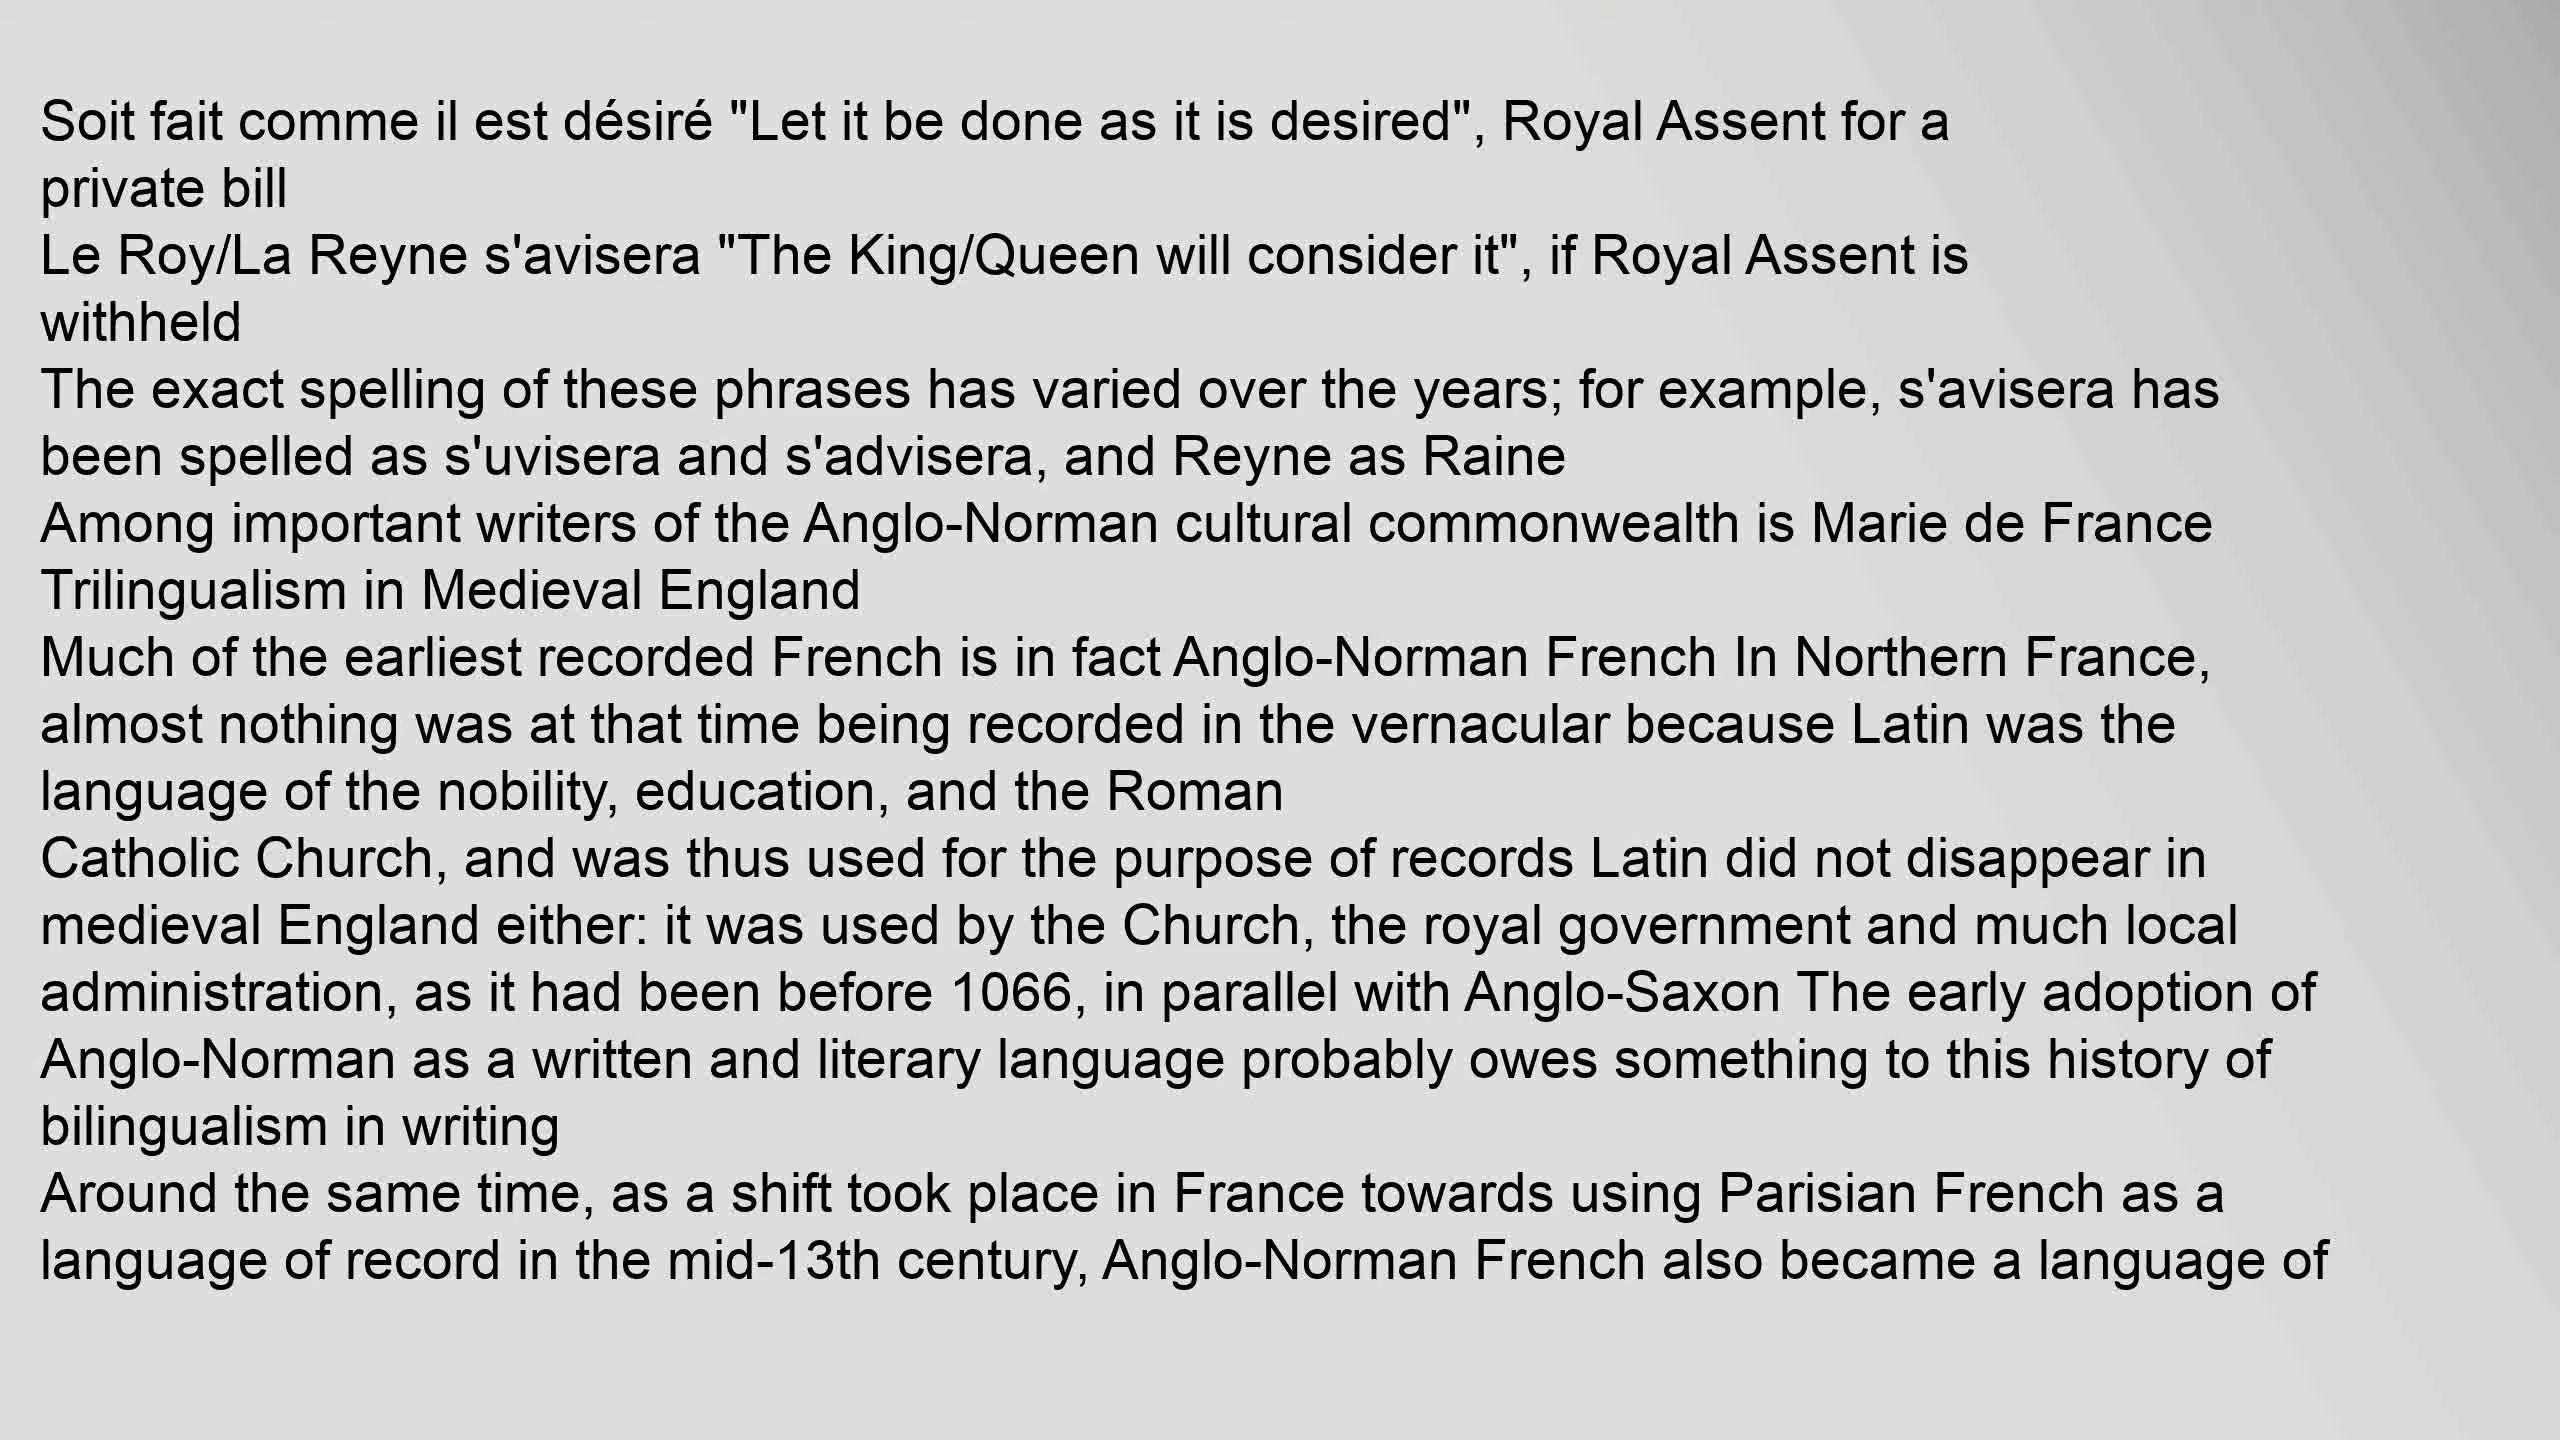 Soit fait comme il est désiré "Let it be done as it is desired", Royal Assent for a
private bill
Le Roy/La Reyne s'avisera "The King/Queen will consider it", if Royal Assent is
withheld
The exact spelling of these phrases has varied over the years; for example, s'avisera has
been spelled as s'uvisera and s'advisera, and Reyne as Raine
Among important writers of the Anglo-Norman cultural commonwealth is Marie de France
Trilingualism in Medieval England
Much of the earliest recorded French is in fact Anglo-Norman French In Northern France,
almost nothing was at that time being recorded in the vernacular because Latin was the
language of the nobility, education, and the Roman
Catholic Church, and was thus used for the purpose of records Latin did not disappear in
medieval England either: it was used by the Church, the royal government and much local
administration, as it had been before 1066, in parallel with Anglo-Saxon The early adoption of
Anglo-Norman as a written and literary language probably owes something to this history of
bilingualism in writing
Around the same time, as a shift took place in France towards using Parisian French as a
language of record in the mid-13th century, Anglo-Norman French also became a language of